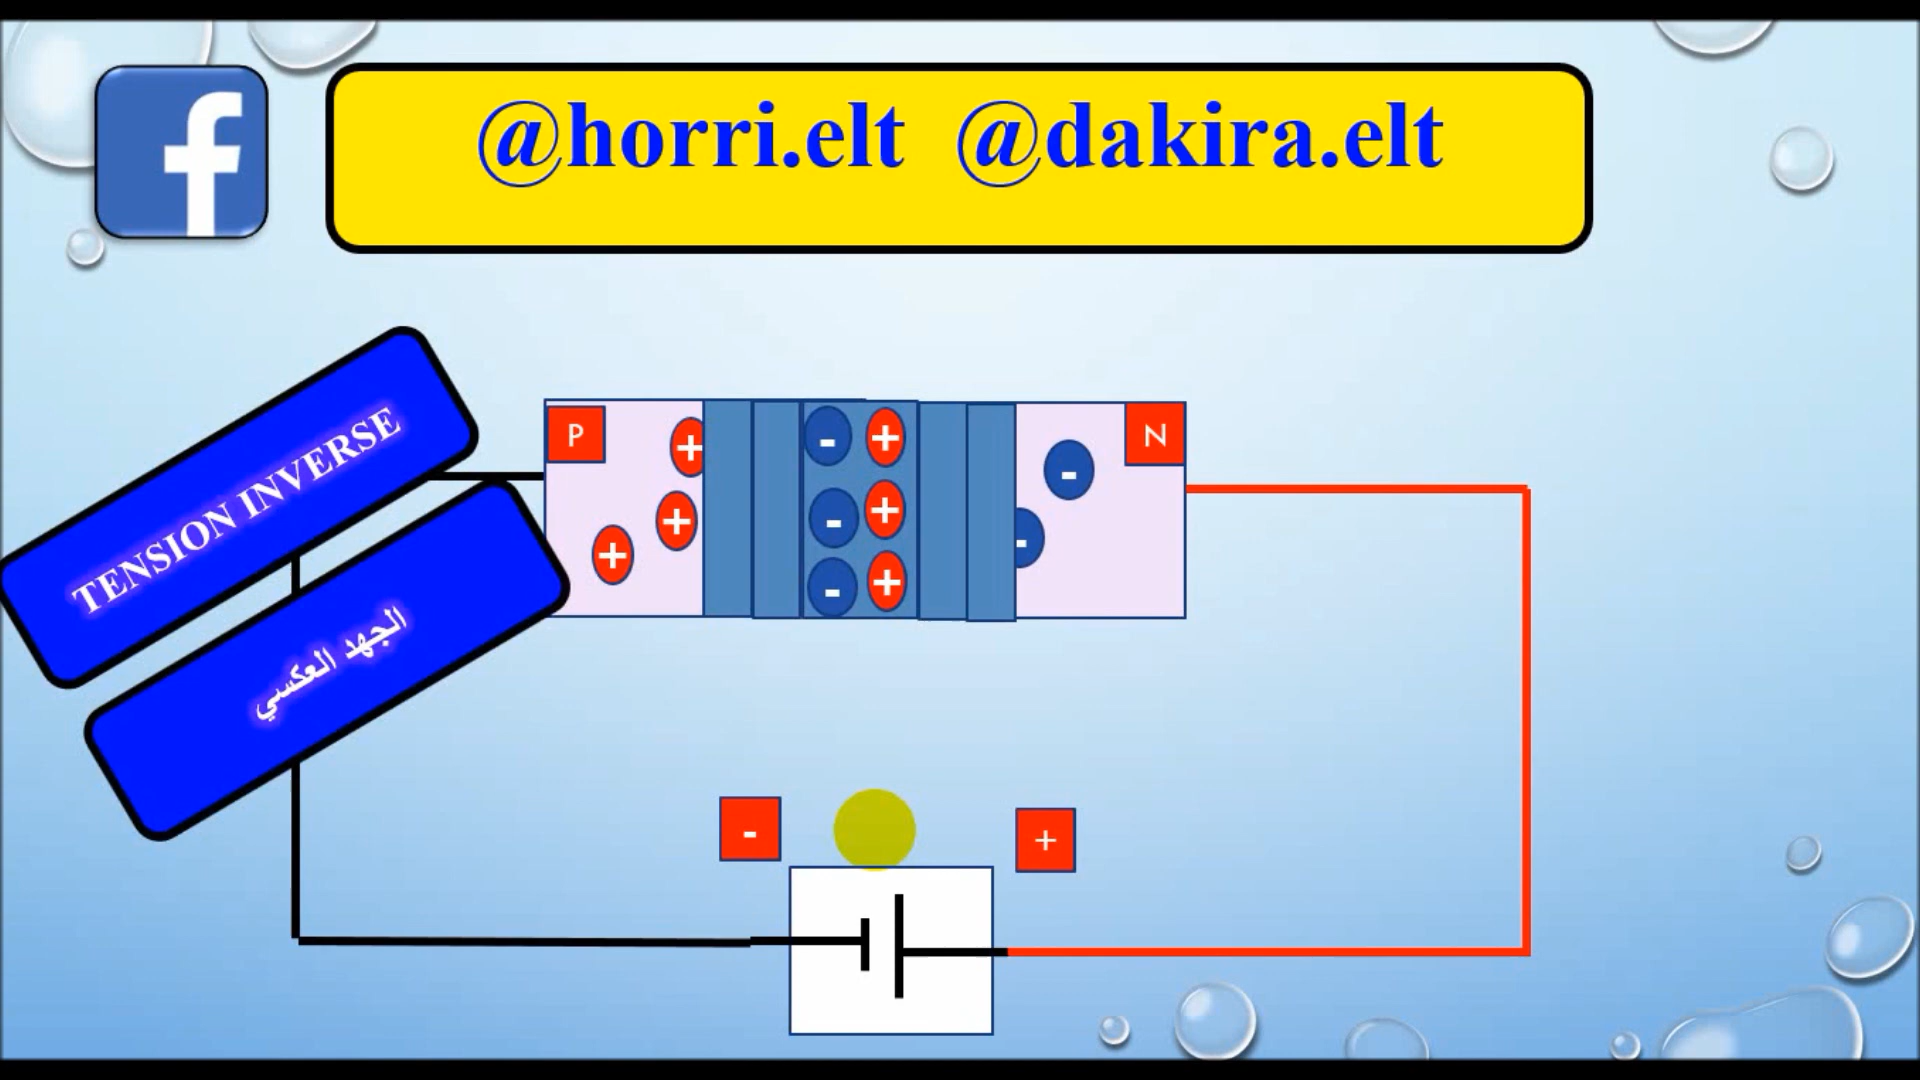 @horri.elt @dakira.elt
TENSION INVERSE
الجهد العكسي
P
+
+
+
-
-
-
+
+
+
-
-
N
-
+